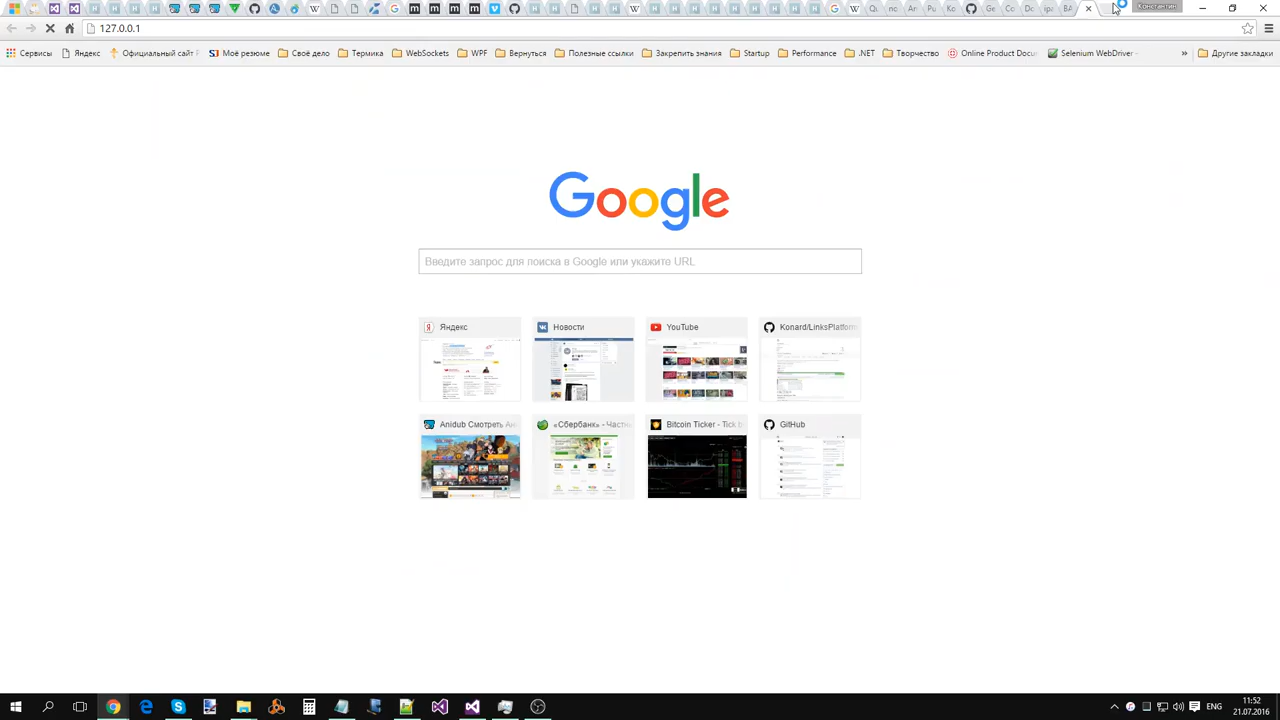 Константин
127.0.0.1
Сервисы Яндекс Официальный сайт Моё резюме Своё дело Термика WebSockets WPF Вернуться Полезные ссылки Закрепить знания Startup Performance .NET Творчество Online Product Docu Selenium WebDriver » Другие закладки
Google
Введите запрос для поиска в Google или укажите URL
Яндекс Новости YouTube Konard/LinksPlatform
Anidub Смотреть Ани «Сбербанк» - Частн Bitcoin Ticker - Tick b GitHub
ENG
11:52
21.07.2016